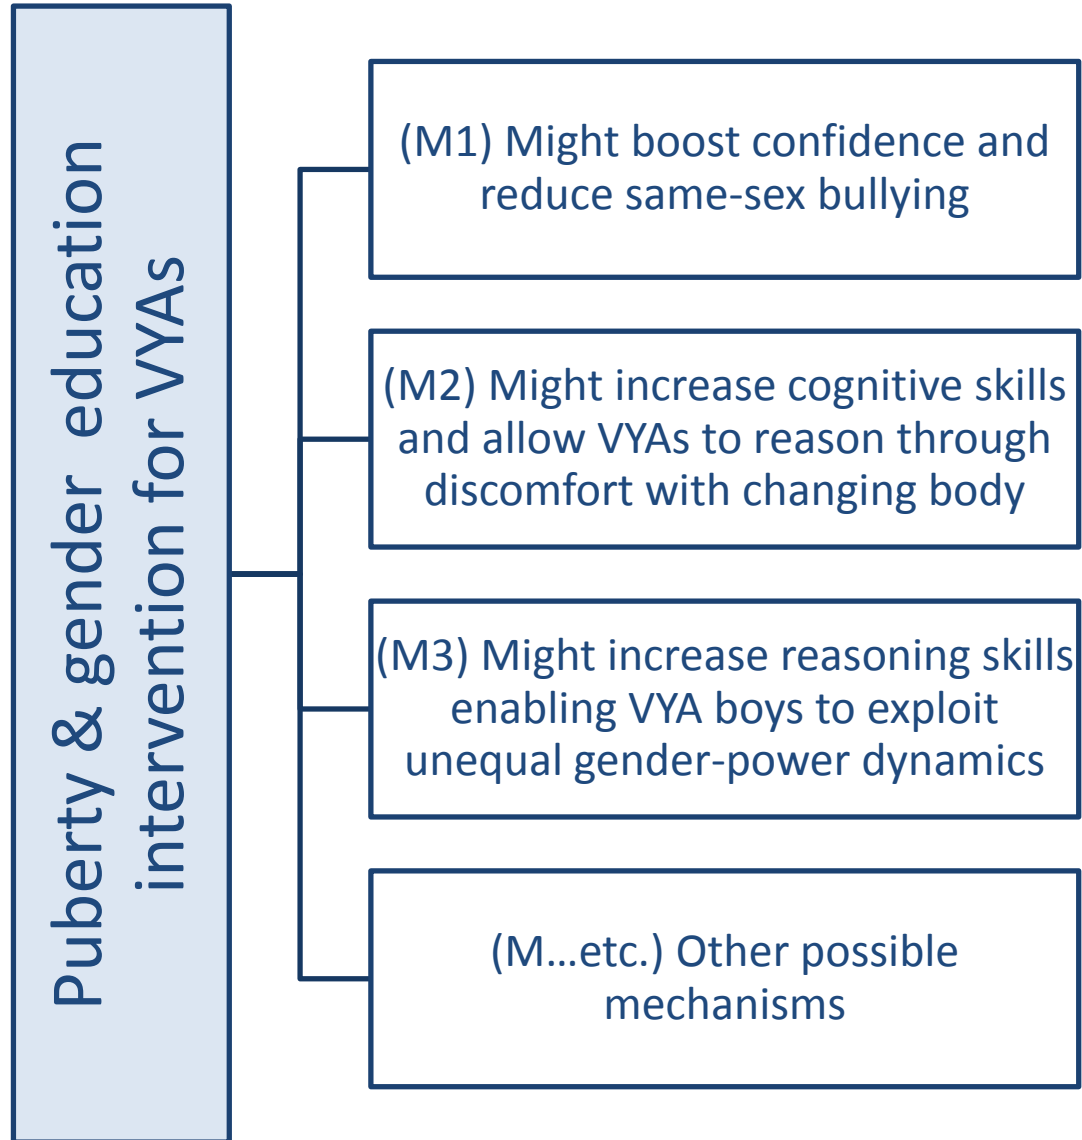 Puberty & gender education
intervention for VYAs
(M1) Might boost confidence and
reduce same-sex bullying
(M2) Might increase cognitive skills
and allow VYAs to reason through
discomfort with changing body
(M3) Might increase reasoning skills
enabling VYA boys to exploit
unequal gender-power dynamics
(M...etc.) Other possible
mechanisms